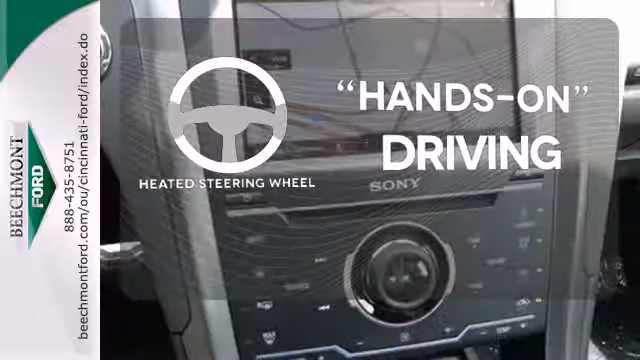 BEECHMONT
FORD
888-435-8751
beechmontford.com/ou/cincinnati-ford/index.do
HEATED STEERING WHEEL
“HANDS-ON”
DRIVING
SONY